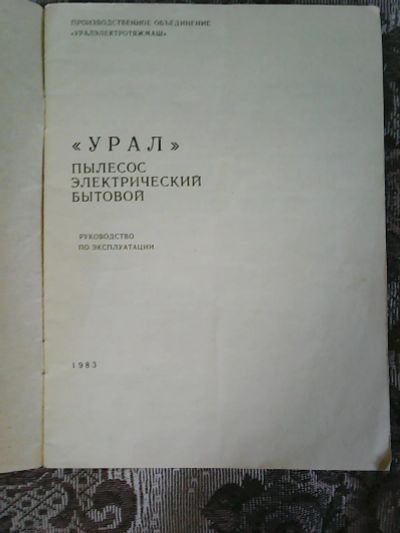 ПРОИЗВОДСТВЕННОЕ ОБЪЕДИНЕНИЕ
«УРАЛЭЛЕКТРОТЯЖМАШ»
«УРАЛ»
ПЫЛЕСОС
ЭЛЕКТРИЧЕСКИЙ
БЫТОВОЙ
РУКОВОДСТВО
ПО ЭКСПЛУАТАЦИИ
1983